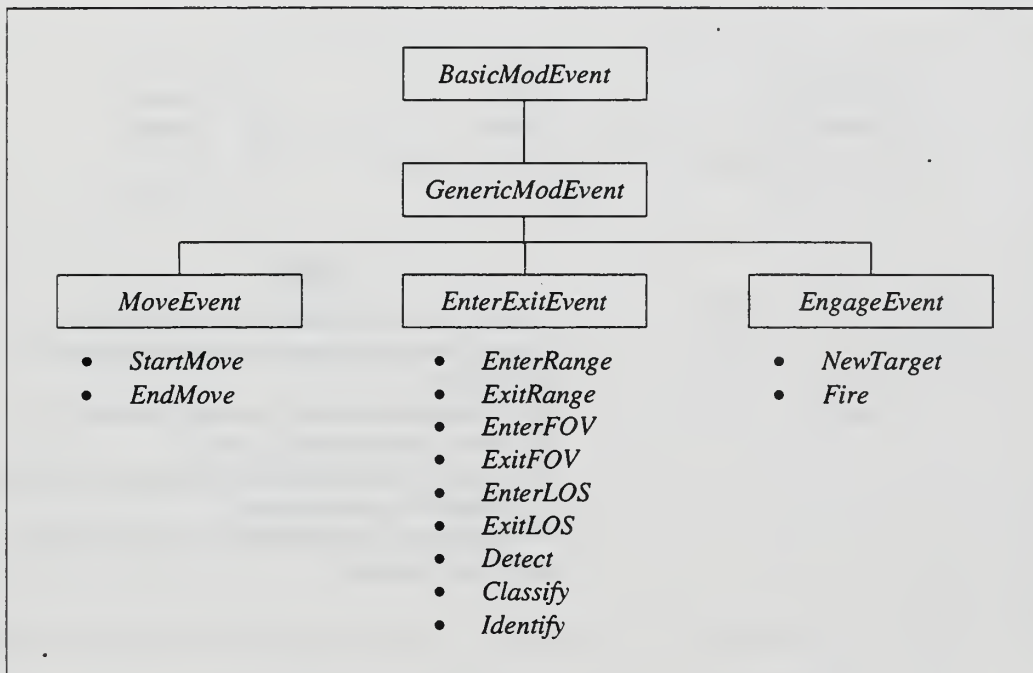 BasicModEvent
GenericModEvent
MoveEvent
• StartMove
• EndMove
EnterExitEvent
• EnterRange
• ExitRange
• EnterFOV
• ExitFOV
• EnterLOS
• ExitLOS
• Detect
• Classify
• Identify
EngageEvent
• NewTarget
• Fire